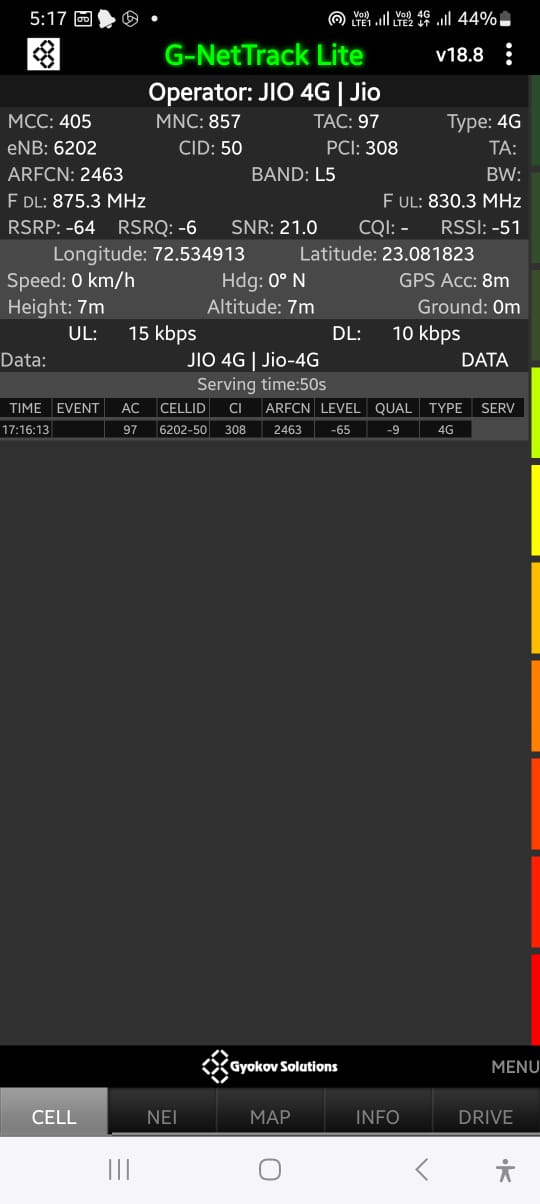 5:17 Vo) LTE1 Vo) LTE2 4G 44%
G-NetTrack Lite v18.8
Operator: JIO 4G | Jio
MCC: 405 MNC: 857 TAC: 97 Type: 4G
eNB: 6202 CID: 50 PCI: 308 TA:
ARFCN: 2463 BAND: L5 BW:
F DL: 875.3 MHz F UL: 830.3 MHz
RSRP: -64 RSRQ: -6 SNR: 21.0 CQI: - RSSI: -51
Longitude: 72.534913 Latitude: 23.081823
Speed: 0 km/h Hdg: 0° N GPS Acc: 8m
Height: 7m Altitude: 7m Ground: 0m
UL: 15 kbps DL: 10 kbps
Data: JIO 4G | Jio-4G DATA
Serving time:50s
TIME EVENT AC CELLID CI ARFCN LEVEL QUAL TYPE SERV
17:16:13 97 6202-50 308 2463 -65 -9 4G
Gyokov Solutions MENU
CELL NEI MAP INFO DRIVE